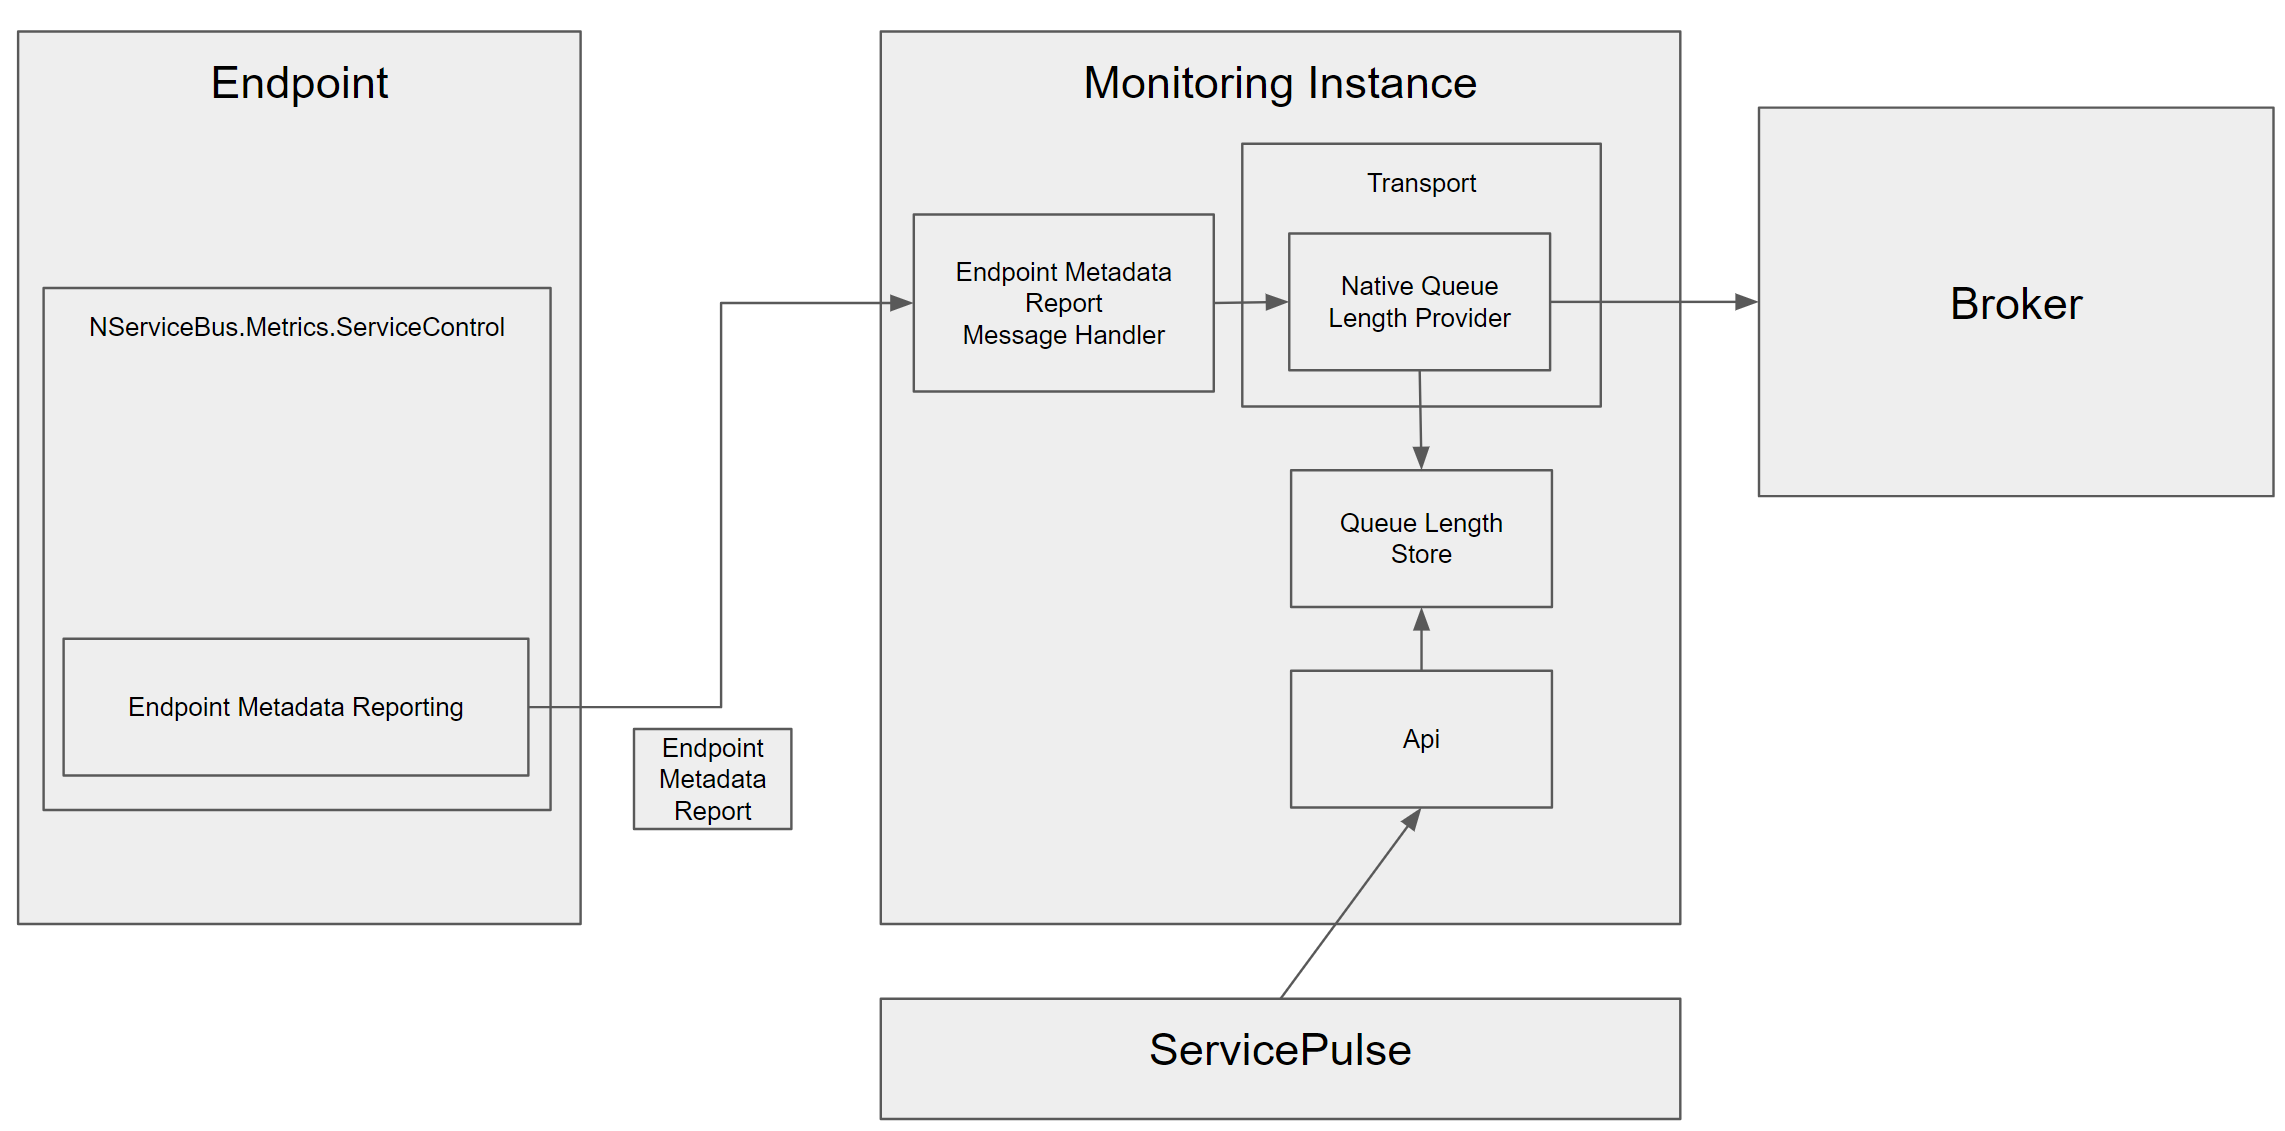 Endpoint
NServiceBus.Metrics.ServiceControl
Endpoint Metadata Reporting
Endpoint
Metadata
Report
Monitoring Instance
Endpoint Metadata
Report
Message Handler
Transport
Native Queue
Length Provider
Queue Length
Store
Api
Broker
ServicePulse